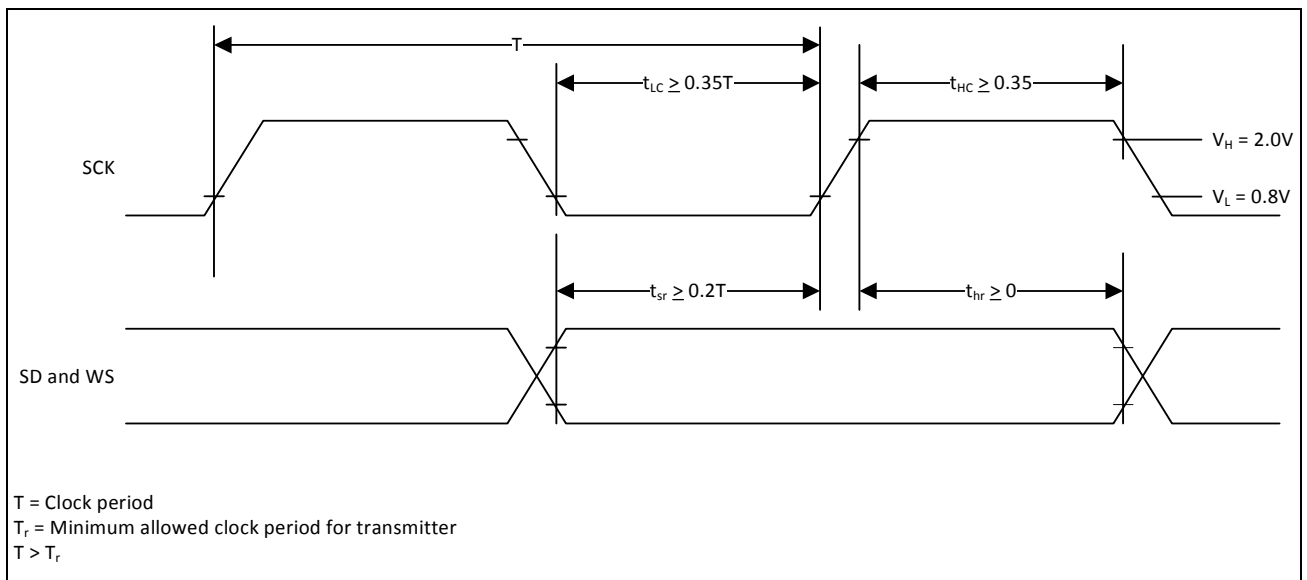 T
t_LC ≥ 0.35T
t_HC ≥ 0.35
SCK
V_H = 2.0V
V_L = 0.8V
t_sr ≥ 0.2T
t_hr ≥ 0
SD and WS
T = Clock period
T_r = Minimum allowed clock period for transmitter
T > T_r